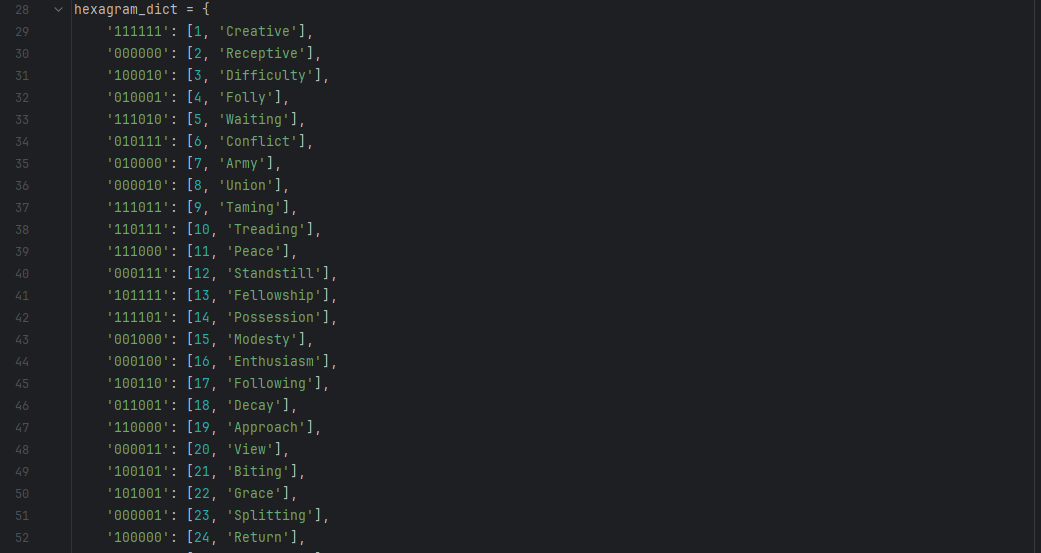 28 hexagram_dict = {
29 '111111': [1, 'Creative'],
30 '000000': [2, 'Receptive'],
31 '100010': [3, 'Difficulty'],
32 '010001': [4, 'Folly'],
33 '111010': [5, 'Waiting'],
34 '010111': [6, 'Conflict'],
35 '010000': [7, 'Army'],
36 '000010': [8, 'Union'],
37 '111011': [9, 'Taming'],
38 '110111': [10, 'Treading'],
39 '111000': [11, 'Peace'],
40 '000111': [12, 'Standstill'],
41 '101111': [13, 'Fellowship'],
42 '111101': [14, 'Possession'],
43 '001000': [15, 'Modesty'],
44 '000100': [16, 'Enthusiasm'],
45 '100110': [17, 'Following'],
46 '011001': [18, 'Decay'],
47 '110000': [19, 'Approach'],
48 '000011': [20, 'View'],
49 '100101': [21, 'Biting'],
50 '101001': [22, 'Grace'],
51 '000001': [23, 'Splitting'],
52 '100000': [24, 'Return'],